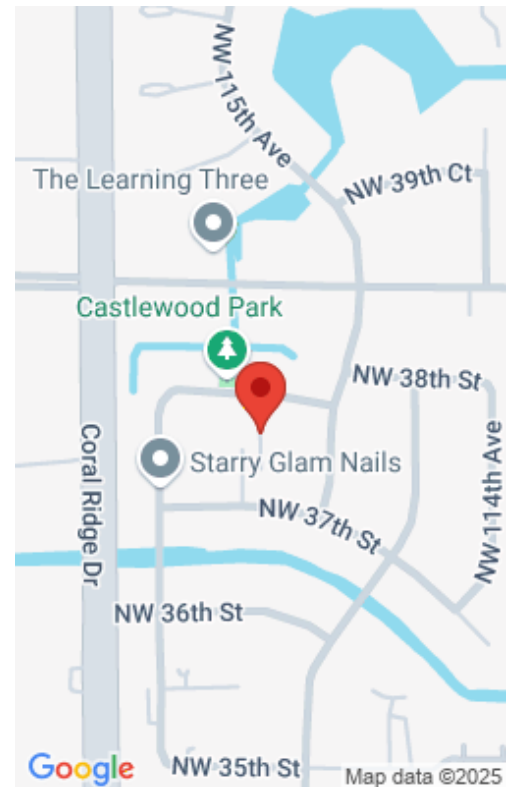 NW 115th Ave
The Learning Three
NW 39th Ct
Castlewood Park
NW 38th St
Coral Ridge Dr
Starry Glam Nails
NW 114th Ave
NW 37th St
NW 36th St
NW 35th St
Google
Map data ©2025